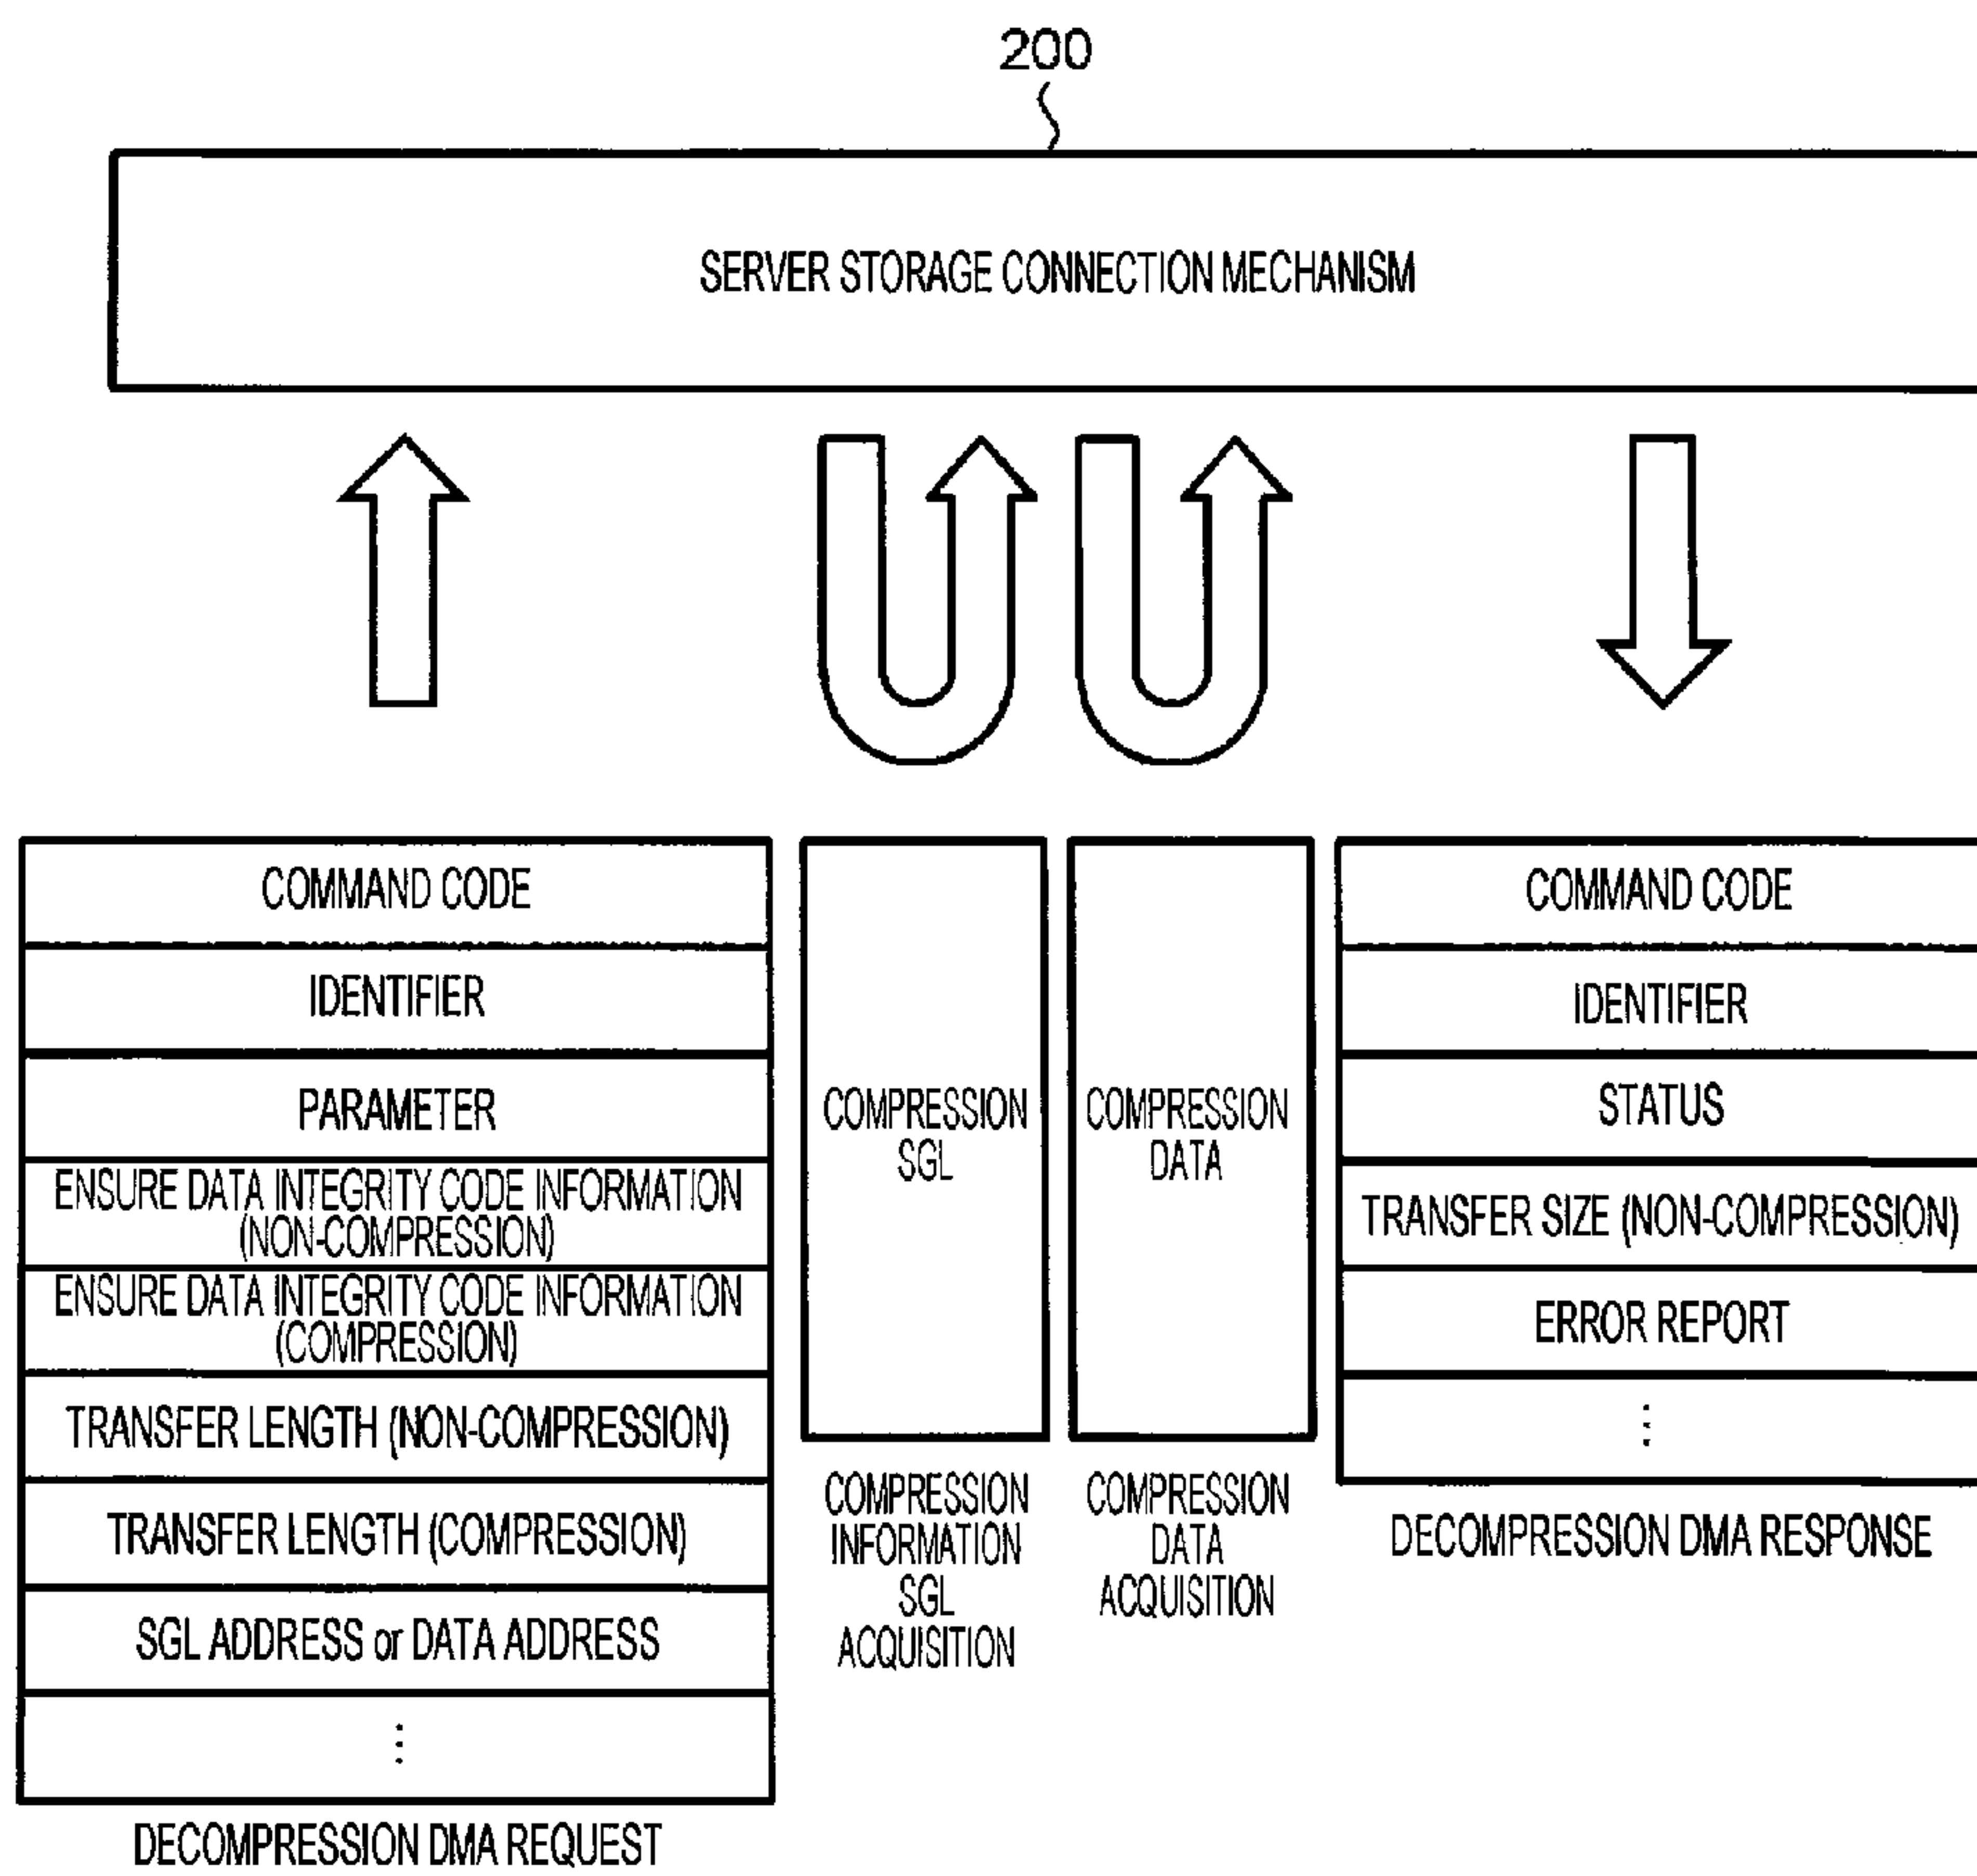 200
SERVER STORAGE CONNECTION MECHANISM
COMMAND CODE
IDENTIFIER
PARAMETER
ENSURE DATA INTEGRITY CODE INFORMATION
(NON-COMPRESSION)
ENSURE DATA INTEGRITY CODE INFORMATION
(COMPRESSION)
TRANSFER LENGTH (NON-COMPRESSION)
TRANSFER LENGTH (COMPRESSION)
SGL ADDRESS or DATA ADDRESS
⋮
DECOMPRESSION DMA REQUEST
COMPRESSION
SGL
COMPRESSION
INFORMATION
SGL
ACQUISITION
COMPRESSION
DATA
COMPRESSION
DATA
ACQUISITION
COMMAND CODE
IDENTIFIER
STATUS
TRANSFER SIZE (NON-COMPRESSION)
ERROR REPORT
⋮
DECOMPRESSION DMA RESPONSE